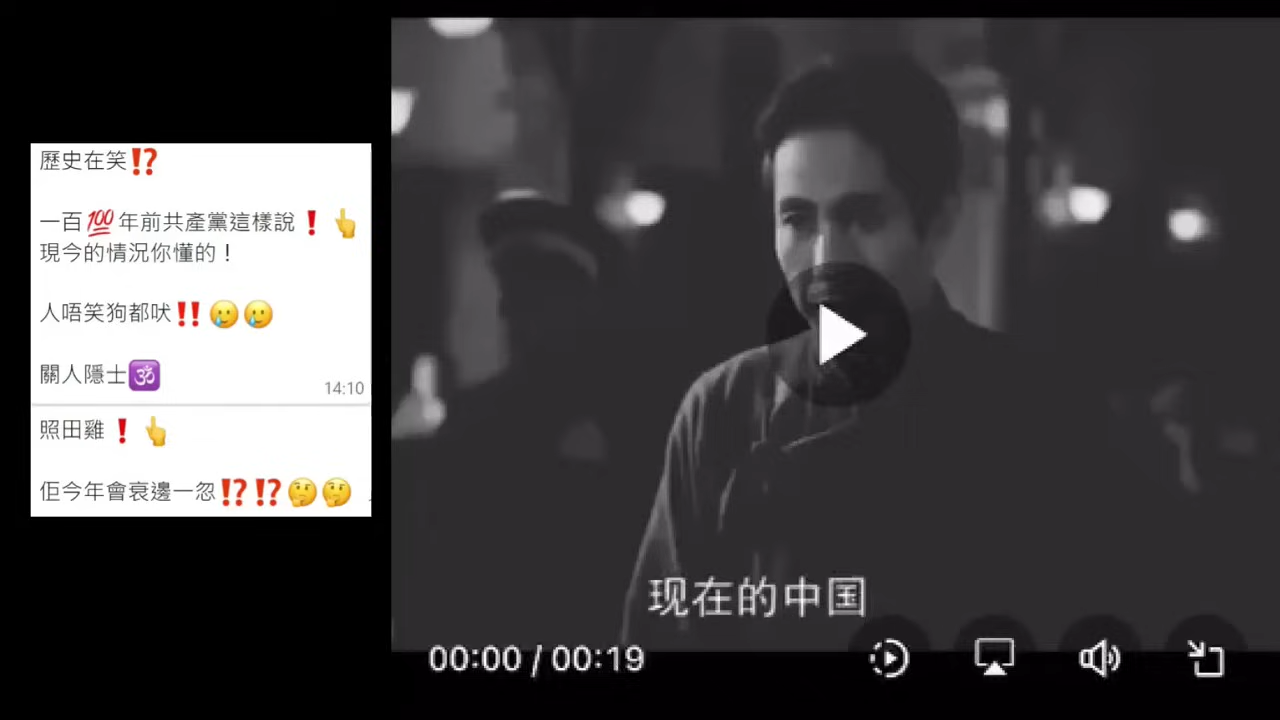 歷史在笑⁉️
一百💯年前共產黨這樣說❗👆
現今的情況你懂的！
人唔笑狗都吠‼️🥲🥲
關人隱士🕉️
14:10
照田雞❗👆
佢今年會衰邊一忽⁉️⁉️🤔🤔
现在的中国
00:00 / 00:19